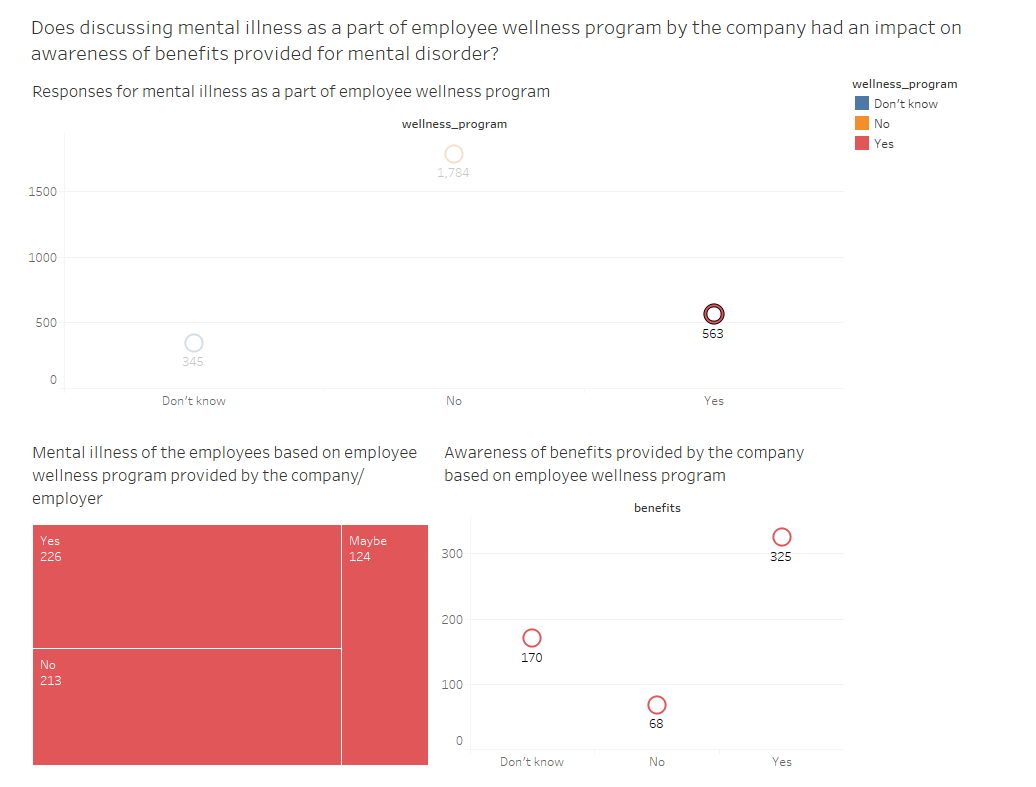 Does discussing mental illness as a part of employee wellness program by the company had an impact on
awareness of benefits provided for mental disorder?
Responses for mental illness as a part of employee wellness program
wellness_program
Don't know
No
Yes
wellness_program
1,784
1500
1000
500
563
345
0
Don't know
No
Yes
Mental illness of the employees based on employee
wellness program provided by the company/
employer
Yes
226
Maybe
124
No
213
Awareness of benefits provided by the company
based on employee wellness program
benefits
300
325
200
170
100
68
0
Don't know
No
Yes